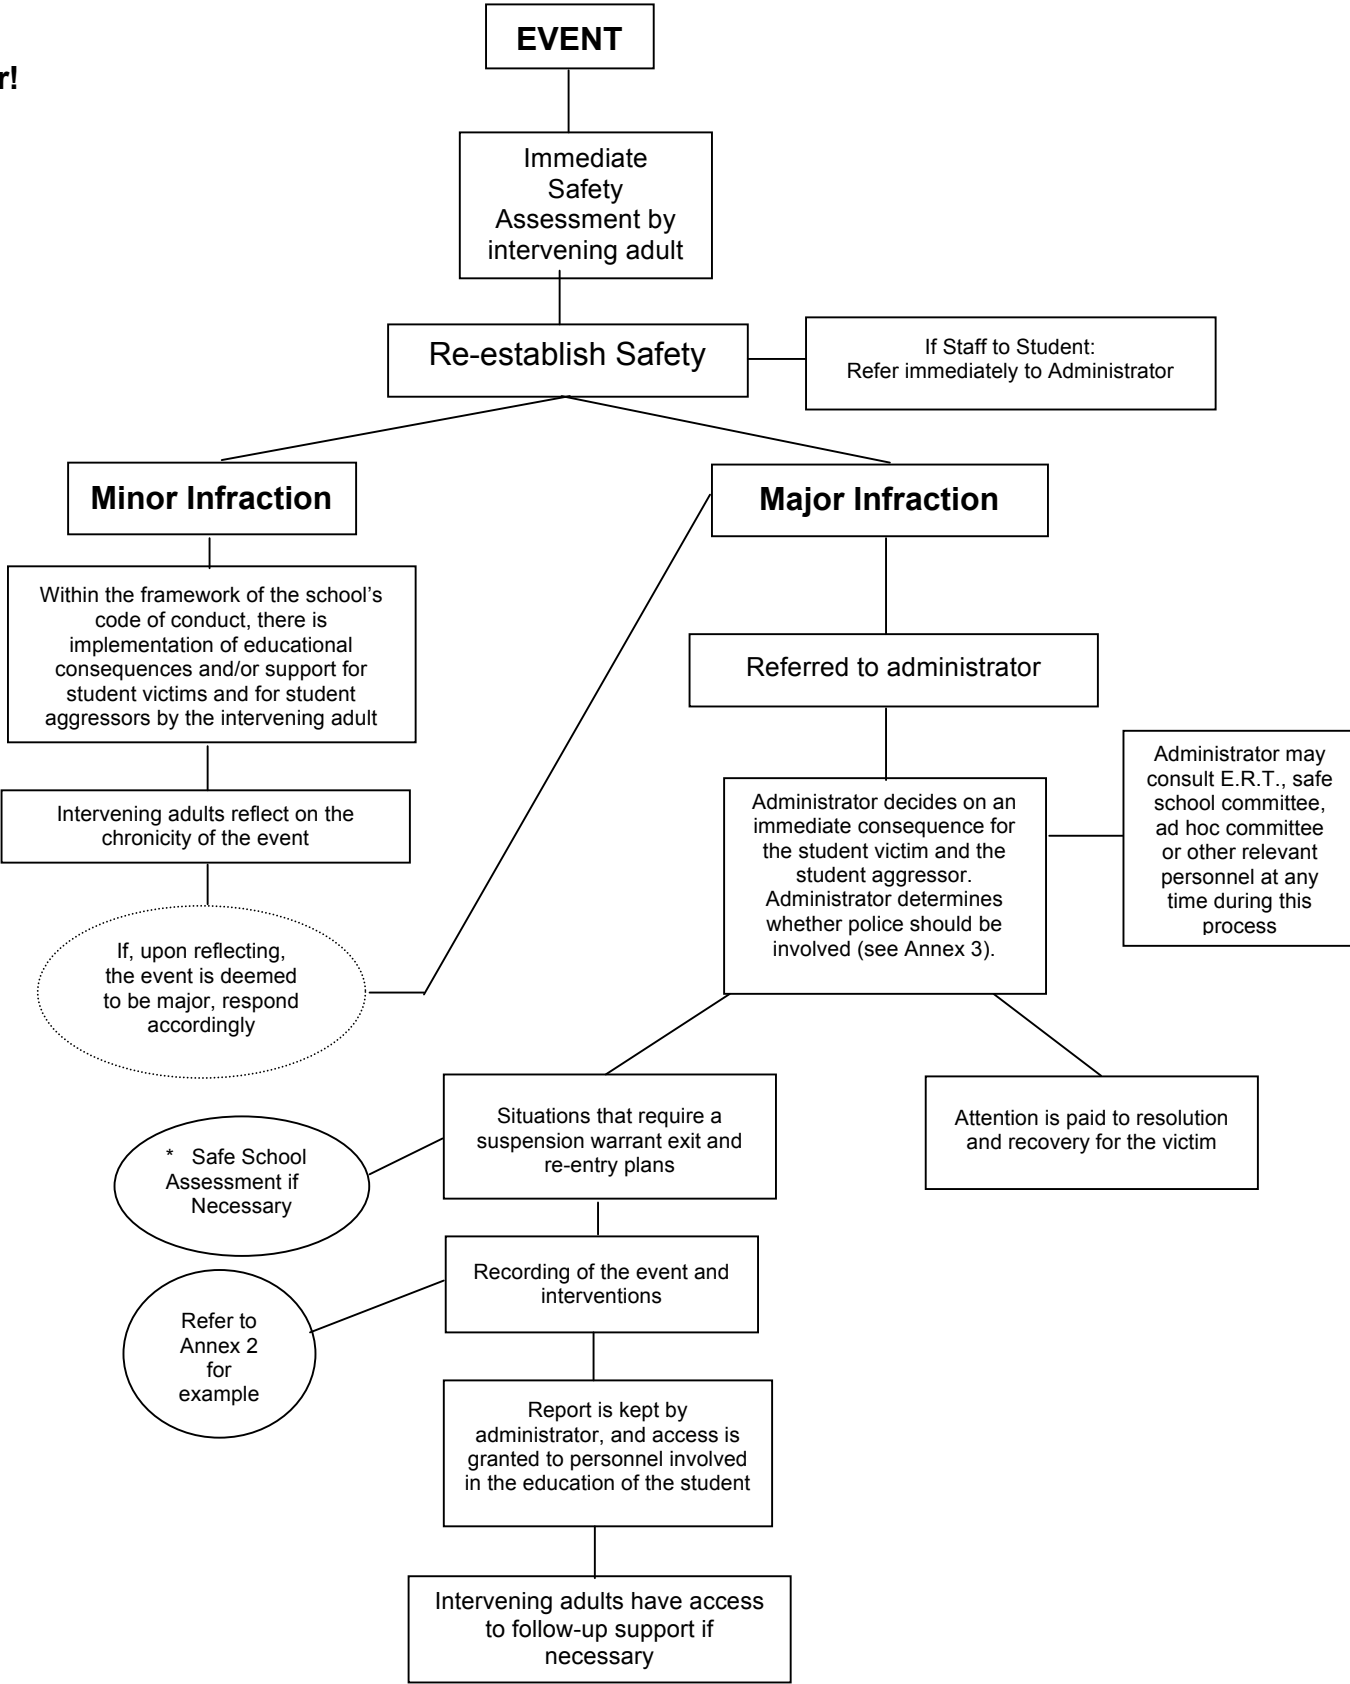 EVENT
r!
Immediate
Safety
Assessment by
intervening adult
Re-establish Safety
If Staff to Student:
Refer immediately to Administrator
Minor Infraction
Major Infraction
Within the framework of the school’s
code of conduct, there is
implementation of educational
consequences and/or support for
student victims and for student
aggressors by the intervening adult
Referred to administrator
Intervening adults reflect on the
chronicity of the event
Administrator decides on an
immediate consequence for
the student victim and the
student aggressor.
Administrator determines
whether police should be
involved (see Annex 3).
Administrator may
consult E.R.T., safe
school committee,
ad hoc committee
or other relevant
personnel at any
time during this
process
If, upon reflecting,
the event is deemed
to be major, respond
accordingly
Situations that require a
suspension warrant exit and
re-entry plans
Attention is paid to resolution
and recovery for the victim
* Safe School
Assessment if
Necessary
Recording of the event and
interventions
Refer to
Annex 2
for
example
Report is kept by
administrator, and access is
granted to personnel involved
in the education of the student
Intervening adults have access
to follow-up support if
necessary